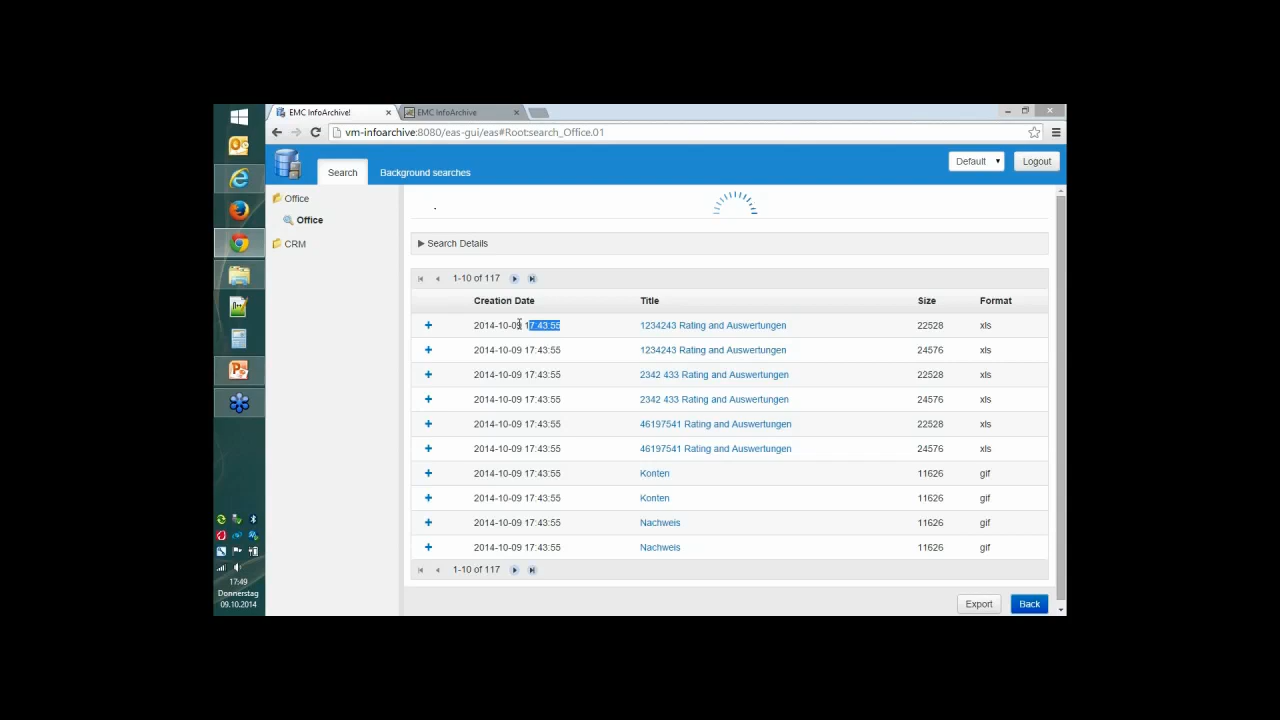 EMC InfoArchive!
EMC InfoArchive
vm-infoarchive:8080/eas-gui/eas#Root:search_Office.01
Search
Background searches
Default
Logout
Office
Office
CRM
.
Search Details
1-10 of 117
Creation Date Title Size Format
2014-10-09 17:43:55 1234243 Rating and Auswertungen 22528 xls
2014-10-09 17:43:55 1234243 Rating and Auswertungen 24576 xls
2014-10-09 17:43:55 2342 433 Rating and Auswertungen 22528 xls
2014-10-09 17:43:55 2342 433 Rating and Auswertungen 24576 xls
2014-10-09 17:43:55 46197541 Rating and Auswertungen 22528 xls
2014-10-09 17:43:55 46197541 Rating and Auswertungen 24576 xls
2014-10-09 17:43:55 Konten 11626 gif
2014-10-09 17:43:55 Konten 11626 gif
2014-10-09 17:43:55 Nachweis 11626 gif
2014-10-09 17:43:55 Nachweis 11626 gif
1-10 of 117
Export
Back
17:49
Donnerstag
09.10.2014